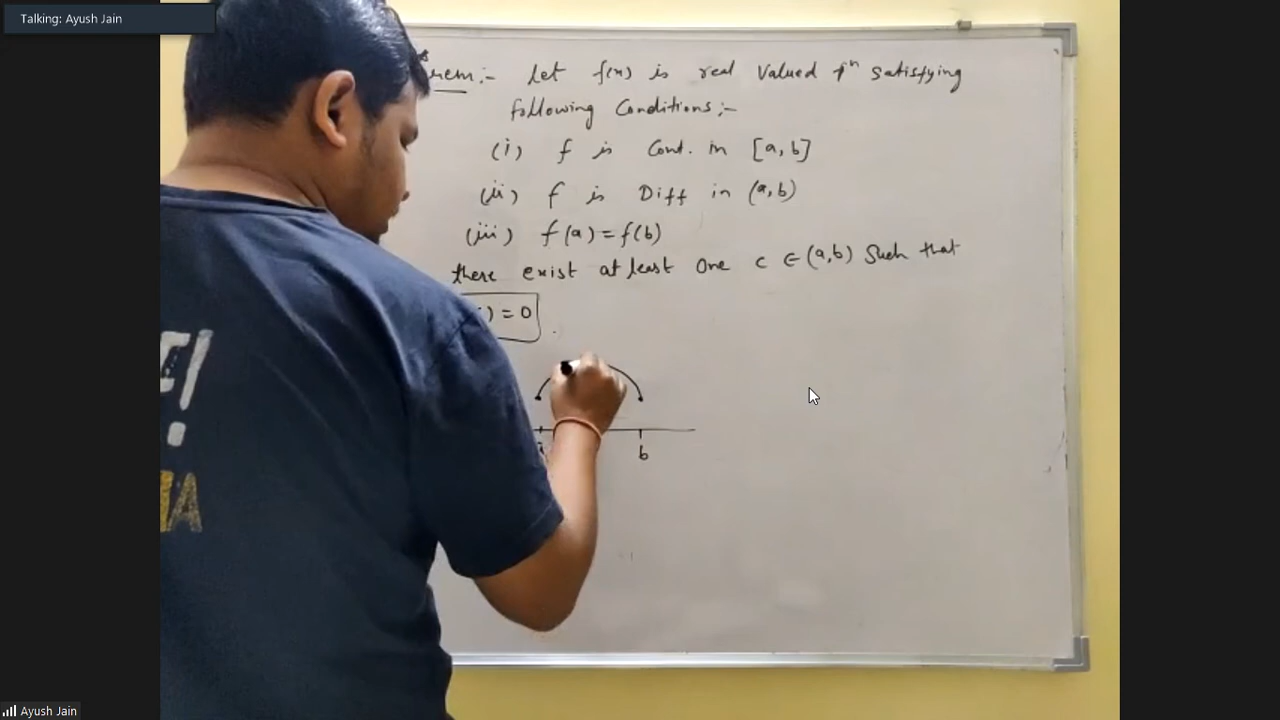 Talking: Ayush Jain
rem:- Let f(x) is real Valued fⁿ satisfying
following Conditions:-
(i) f is Cont. in [a,b]
(ii) f is Diff in (a,b)
(iii) f(a)=f(b)
there exist at least One c ∈ (a,b) Such that
) = 0
b
Ayush Jain